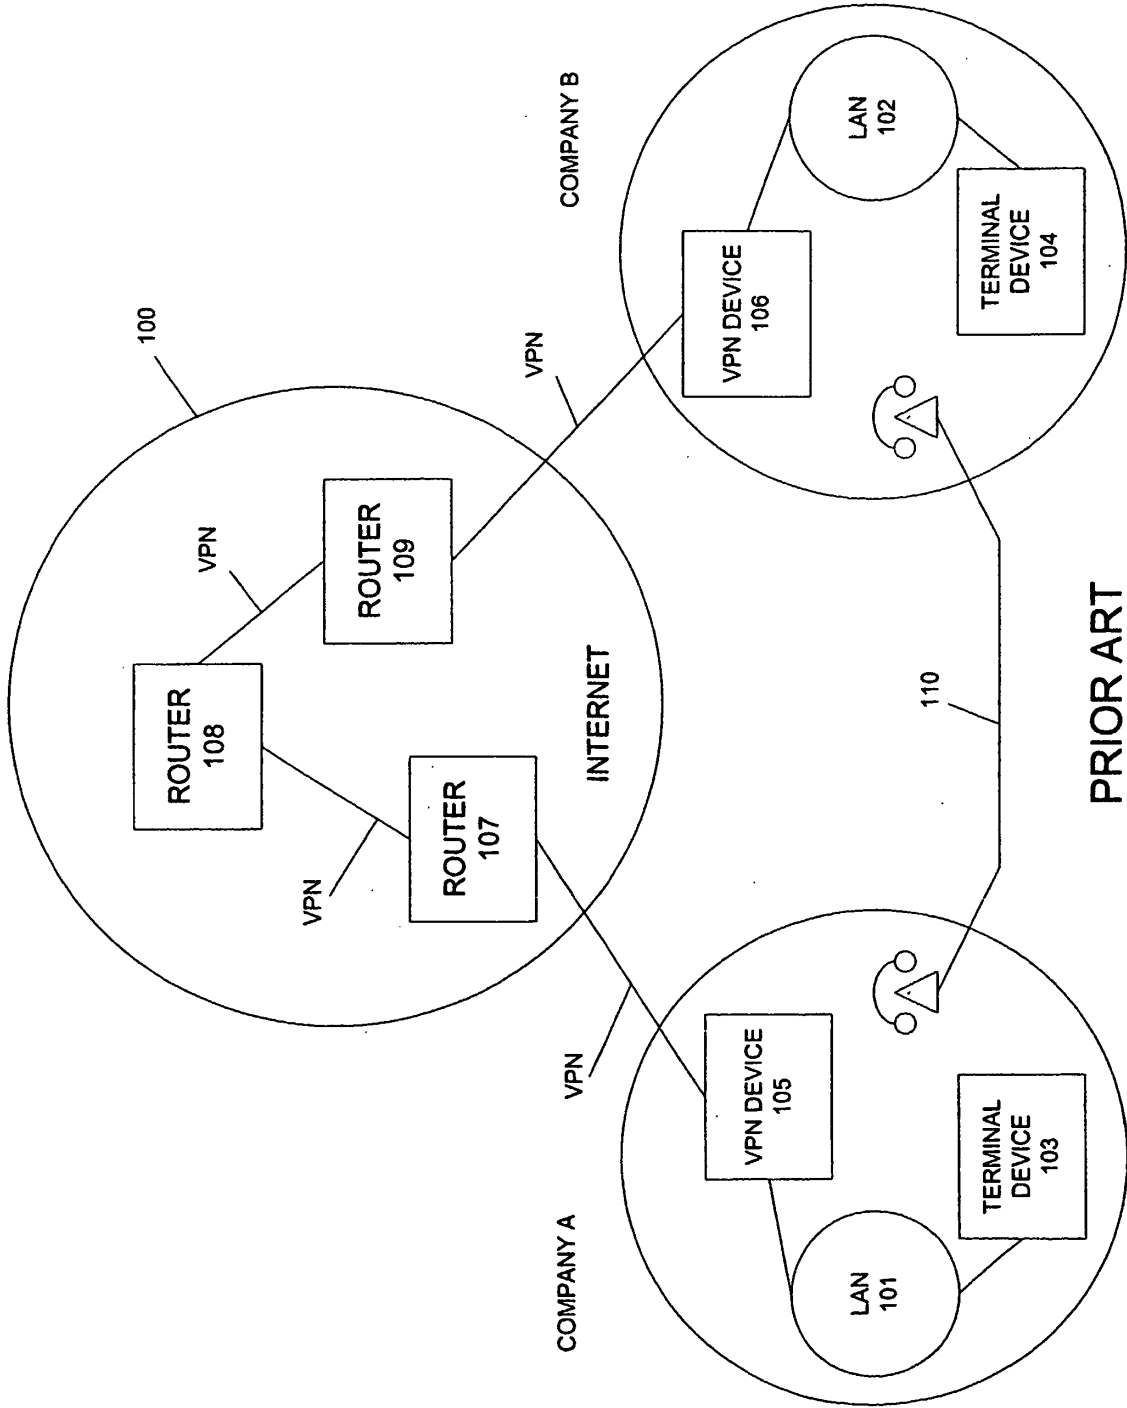 100
ROUTER
108
VPN
VPN
ROUTER
109
ROUTER
107
INTERNET
VPN
VPN
COMPANY A
COMPANY B
VPN DEVICE
105
VPN DEVICE
106
LAN
101
LAN
102
TERMINAL
DEVICE
103
TERMINAL
DEVICE
104
110
PRIOR ART